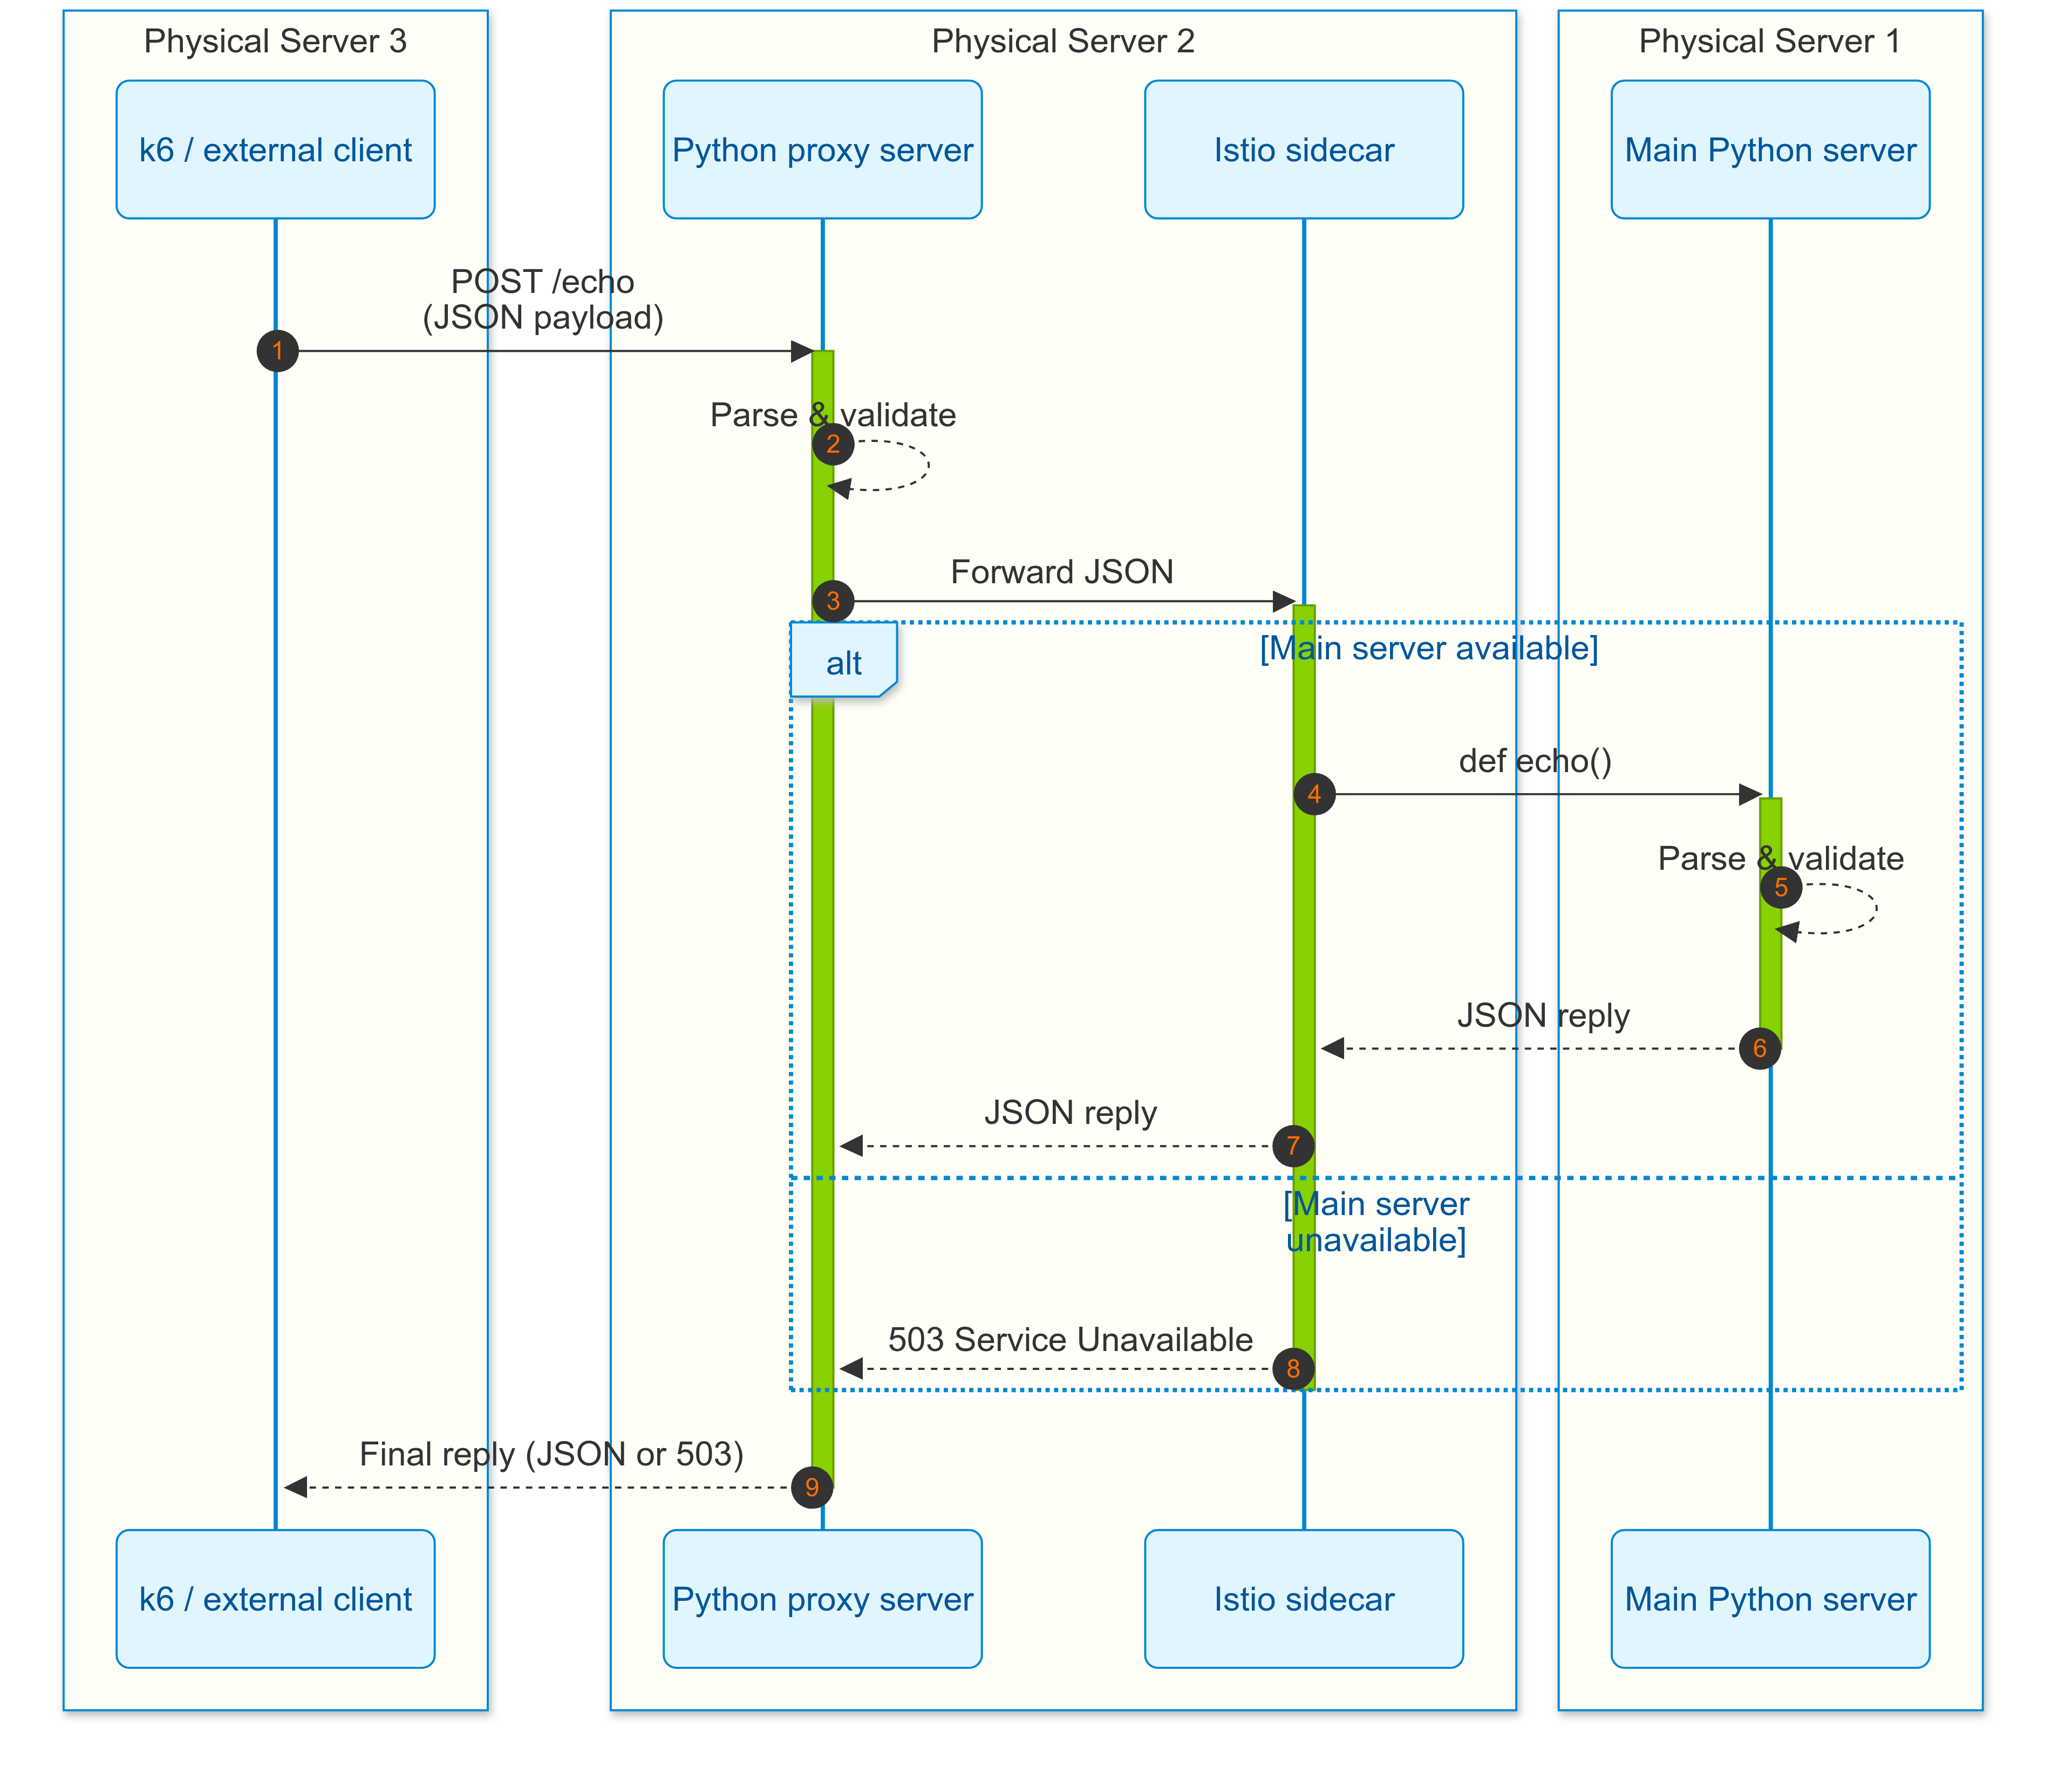 Physical Server 3
Physical Server 2
Physical Server 1
k6 / external client
Python proxy server
Istio sidecar
Main Python server
POST /echo
(JSON payload)
1
Parse & validate
2
Forward JSON
3
alt
[Main server available]
def echo()
4
Parse & validate
5
JSON reply
6
JSON reply
7
[Main server
unavailable]
503 Service Unavailable
8
Final reply (JSON or 503)
9
k6 / external client
Python proxy server
Istio sidecar
Main Python server